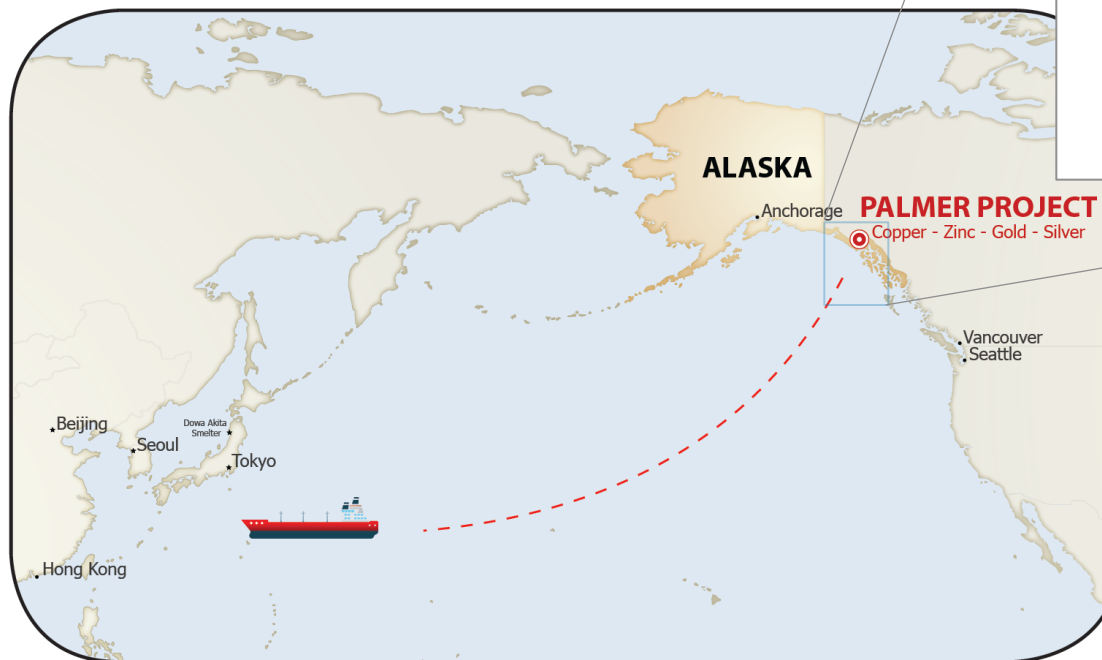 ALASKA
Anchorage
PALMER PROJECT
Copper - Zinc - Gold - Silver
Vancouver
Seattle
Beijing
Seoul
Dowa Akita
Smelter
Tokyo
Hong Kong